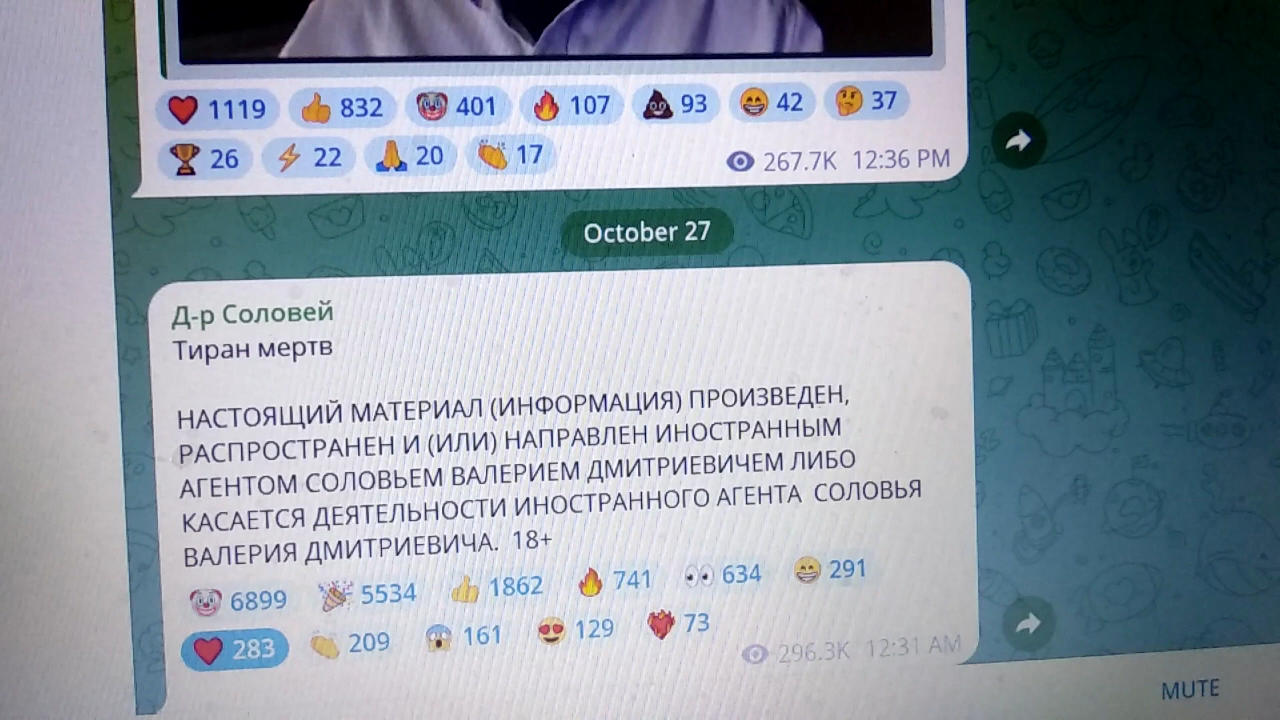 1119 832 401 107 93 42 37
26 22 20 17 267.7K 12:36 PM
October 27
Д-р Соловей
Тиран мертв
НАСТОЯЩИЙ МАТЕРИАЛ (ИНФОРМАЦИЯ) ПРОИЗВЕДЕН,
РАСПРОСТРАНЕН И (ИЛИ) НАПРАВЛЕН ИНОСТРАННЫМ
АГЕНТОМ СОЛОВЬЕМ ВАЛЕРИЕМ ДМИТРИЕВИЧЕМ ЛИБО
КАСАЕТСЯ ДЕЯТЕЛЬНОСТИ ИНОСТРАННОГО АГЕНТА СОЛОВЬЯ
ВАЛЕРИЯ ДМИТРИЕВИЧА. 18+
6899 5534 1862 741 634 291
283 209 161 129 73 296.3K 12:31 AM
MUTE